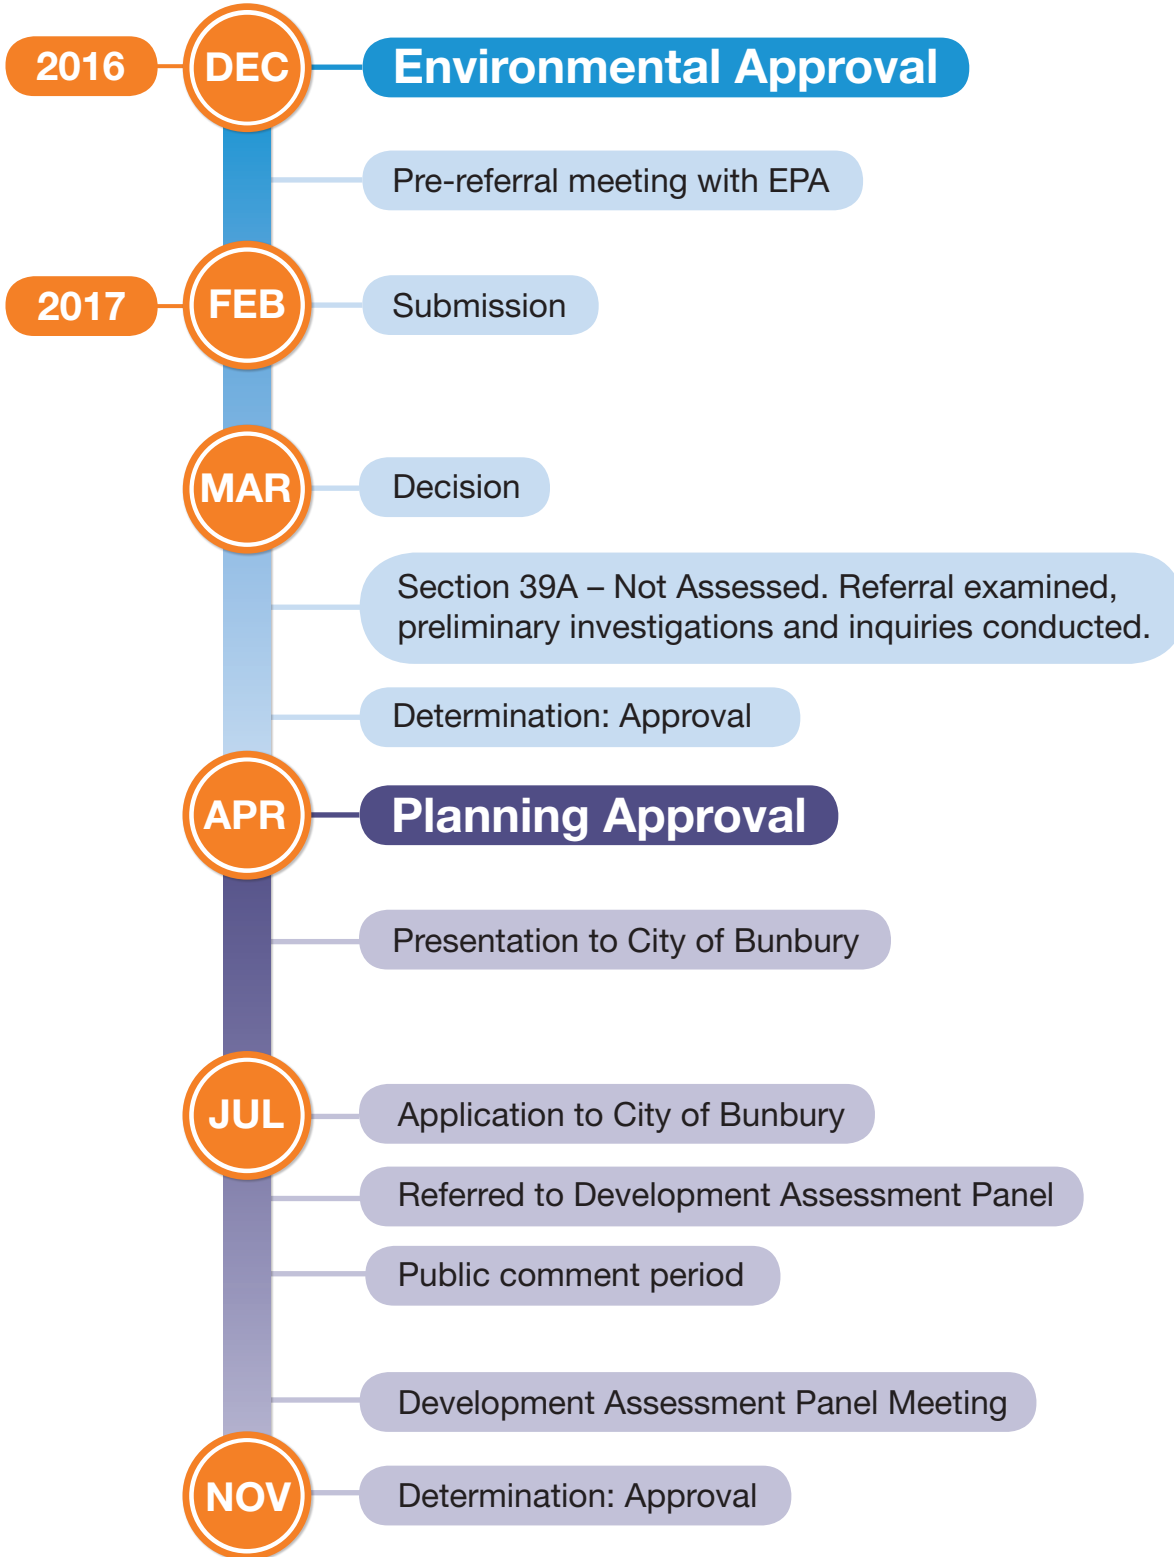 2016
DEC
Environmental Approval
Pre-referral meeting with EPA
2017
FEB
Submission
MAR
Decision
Section 39A – Not Assessed. Referral examined,
preliminary investigations and inquiries conducted.
Determination: Approval
APR
Planning Approval
Presentation to City of Bunbury
JUL
Application to City of Bunbury
Referred to Development Assessment Panel
Public comment period
Development Assessment Panel Meeting
NOV
Determination: Approval